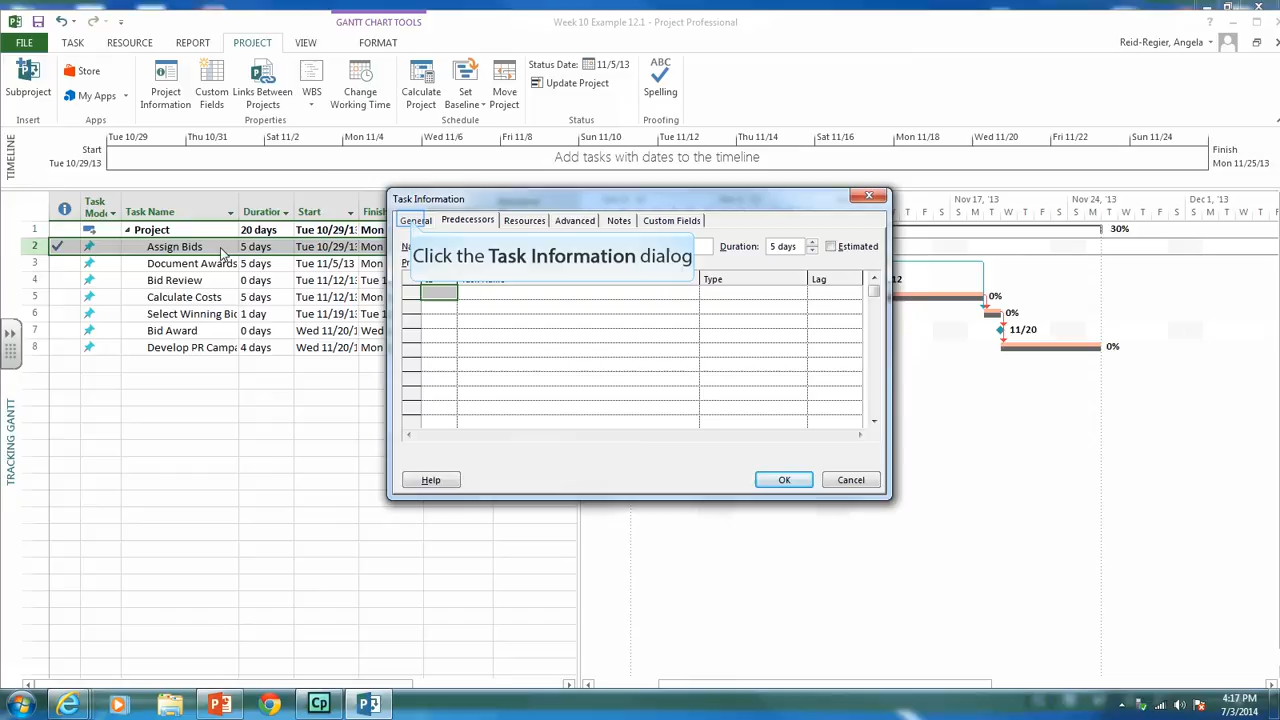 GANTT CHART TOOLS
Week 10 Example 12.1 - Project Professional
FILE TASK RESOURCE REPORT PROJECT VIEW FORMAT
Reid-Regier, Angela
Subproject
Store
My Apps
Project Information
Custom Fields
Links Between Projects
WBS
Change Working Time
Calculate Project
Set Baseline
Move Project
Status Date: 11/5/13
Update Project
ABC
Spelling
Insert Apps Properties Schedule Status Proofing
TIMELINE
Tue 10/29 Thu 10/31 Sat 11/2 Mon 11/4 Wed 11/6 Fri 11/8 Sun 11/10 Tue 11/12 Thu 11/14 Sat 11/16 Mon 11/18 Wed 11/20 Fri 11/22 Sun 11/24
Start
Tue 10/29/13
Add tasks with dates to the timeline
Finish
Mon 11/25/13
Task Mode Task Name Duration Start Finish
1 Project 20 days Tue 10/29/13 Mon
2 Assign Bids 5 days Tue 10/29/13 Mon
3 Document Awards 5 days Tue 11/5/13 Mon
4 Bid Review 0 days Tue 11/12/13 Tue 1
5 Calculate Costs 5 days Tue 11/12/13 Mon
6 Select Winning Bid 1 day Tue 11/19/13 Mon
7 Bid Award 0 days Wed 11/20/13 Wed
8 Develop PR Campa 4 days Wed 11/20/13 Mon
TRACKING GANTT
Nov 17, '13 Nov 24, '13 Dec 1, '13
T F S S M T W T F S S M T W T F S S M T W
30%
12
0%
0%
11/20
0%
Task Information
General Predecessors Resources Advanced Notes Custom Fields
Duration: 5 days Estimated
Click the Task Information dialog
Type Lag
Help OK Cancel
Cp
4:17 PM
7/3/2014